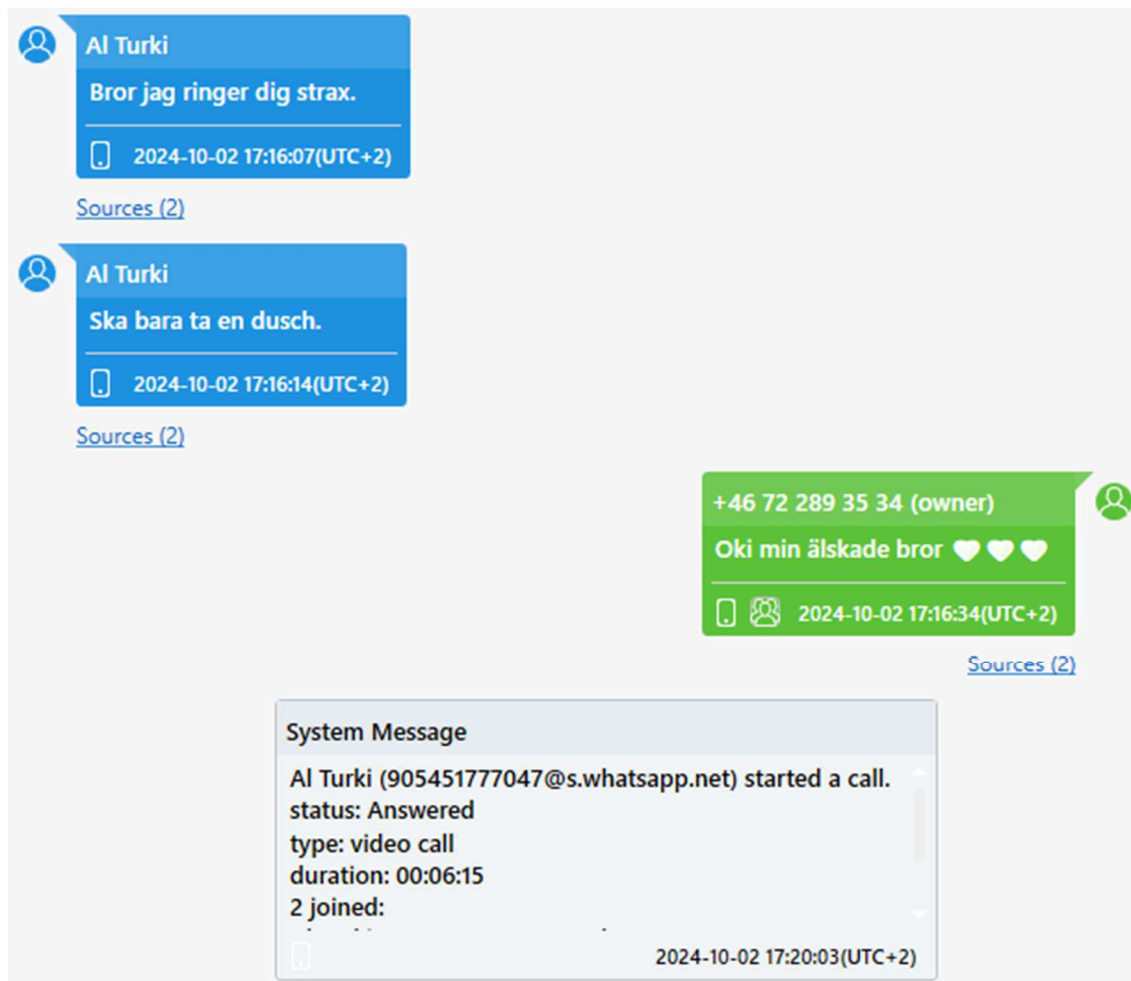 Al Turki
Bror jag ringer dig strax.
2024-10-02 17:16:07(UTC+2)
Sources (2)
Al Turki
Ska bara ta en dusch.
2024-10-02 17:16:14(UTC+2)
Sources (2)
+46 72 289 35 34 (owner)
Oki min älskade bror 🤍🤍🤍
2024-10-02 17:16:34(UTC+2)
Sources (2)
System Message
Al Turki (905451777047@s.whatsapp.net) started a call.
status: Answered
type: video call
duration: 00:06:15
2 joined:
2024-10-02 17:20:03(UTC+2)